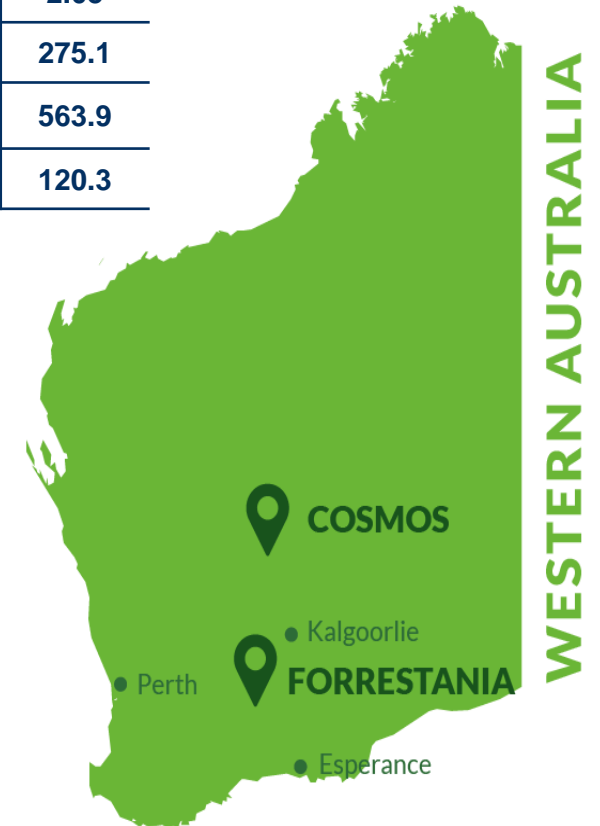 275.1
563.9
120.3
WESTERN AUSTRALIA
COSMOS
Kalgoorlie
Perth
FORRESTANIA
Esperance